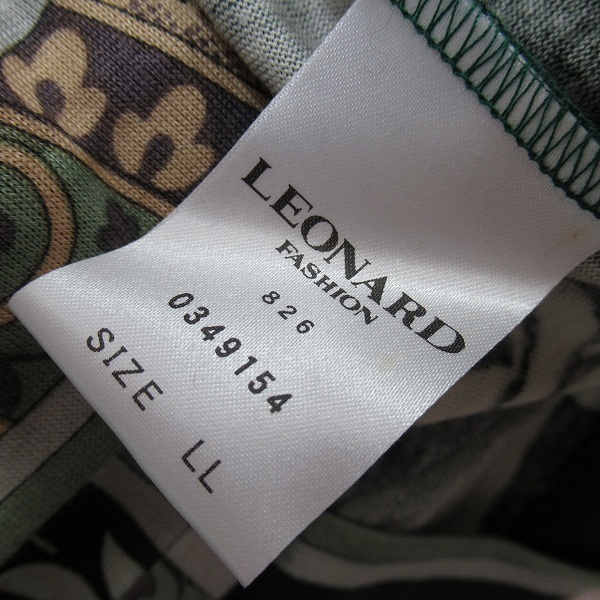 LEONARD
FASHION
826
0349154
SIZE LL